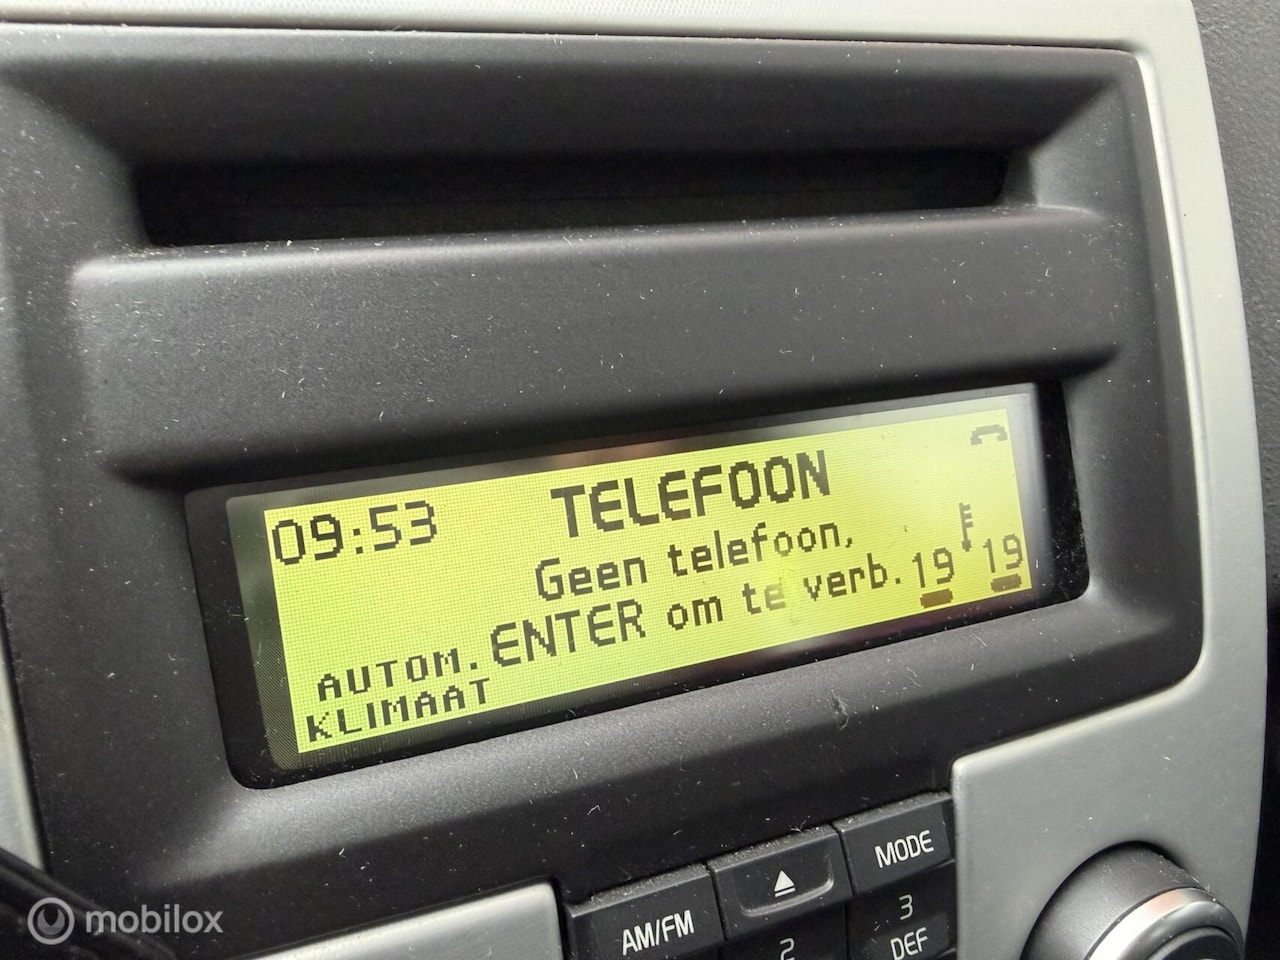 09:53
TELEFOON
Geen telefoon,
ENTER om te verb.
19 19
AUTOM.
KLIMAAT
MODE
AM/FM
2
3
DEF
mobilox